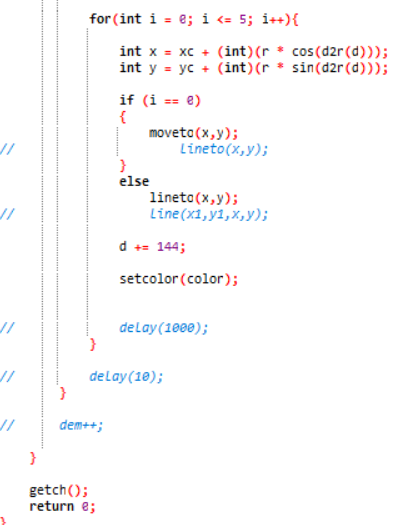 for(int i = 0; i <= 5; i++){
int x = xc + (int)(r * cos(d2r(d)));
int y = yc + (int)(r * sin(d2r(d)));
if (i == 0)
{
moveto(x,y);
// Lineto(x,y);
}
else
lineto(x,y);
// Line(x1,y1,x,y);
d += 144;
setcolor(color);
// delay(1000);
}
// delay(10);
}
// dem++;
}
getch();
return 0;
}